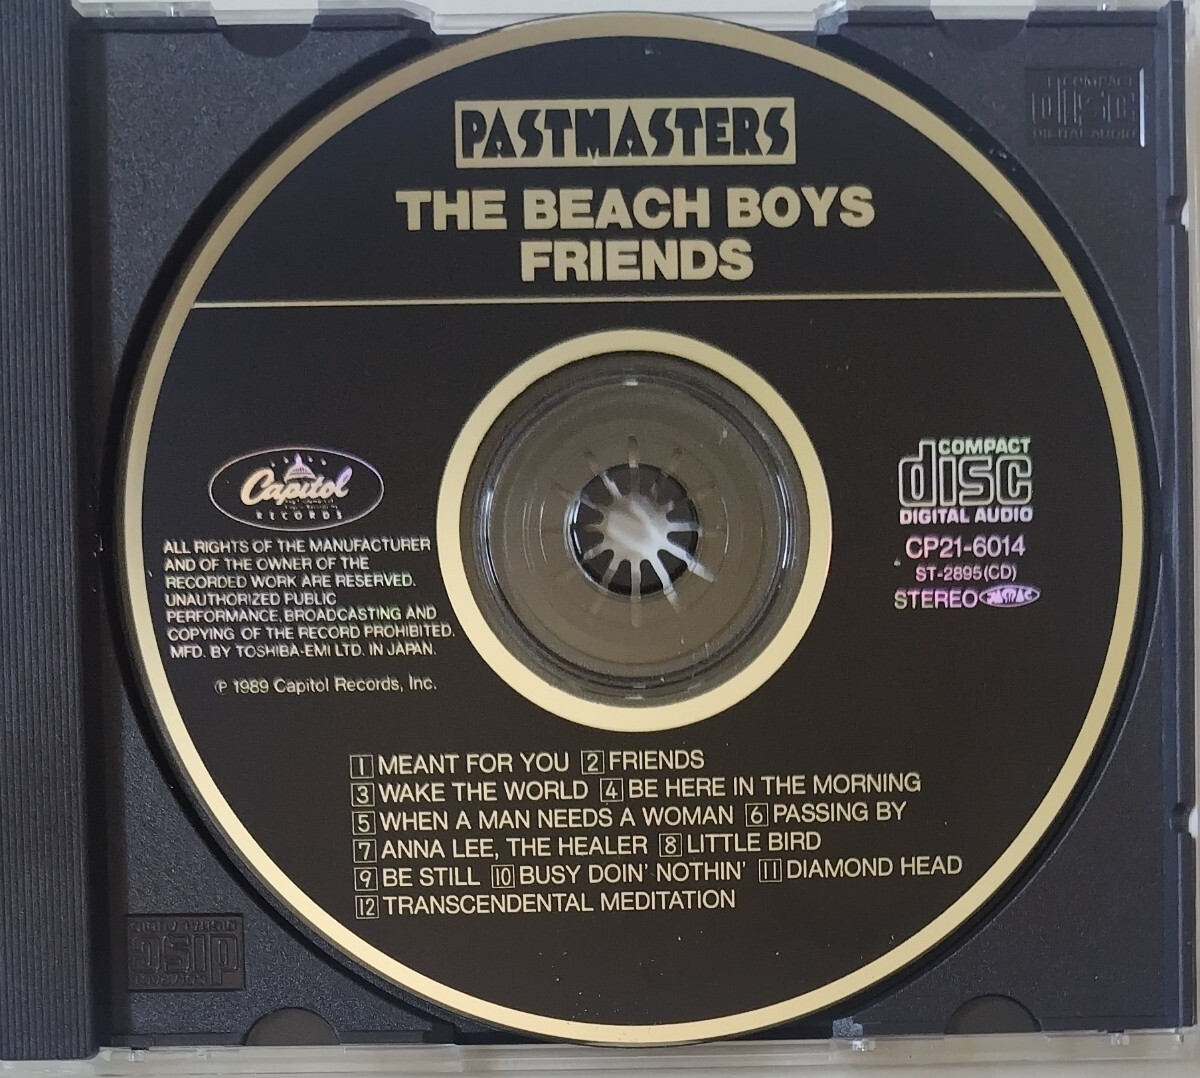 PASTMASTERS
THE BEACH BOYS
FRIENDS
Capitol
RECORDS
ALL RIGHTS OF THE MANUFACTURER
AND OF THE OWNER OF THE
RECORDED WORK ARE RESERVED.
UNAUTHORIZED PUBLIC
PERFORMANCE, BROADCASTING AND
COPYING OF THE RECORD PROHIBITED.
MFD. BY TOSHIBA-EMI LTD. IN JAPAN.
℗ 1989 Capitol Records, Inc.
COMPACT
disc
DIGITAL AUDIO
CP21-6014
ST-2895(CD)
STEREO
1 MEANT FOR YOU 2 FRIENDS
3 WAKE THE WORLD 4 BE HERE IN THE MORNING
5 WHEN A MAN NEEDS A WOMAN 6 PASSING BY
7 ANNA LEE, THE HEALER 8 LITTLE BIRD
9 BE STILL 10 BUSY DOIN' NOTHIN' 11 DIAMOND HEAD
12 TRANSCENDENTAL MEDITATION
COMPACT
disc
DIGITAL AUDIO